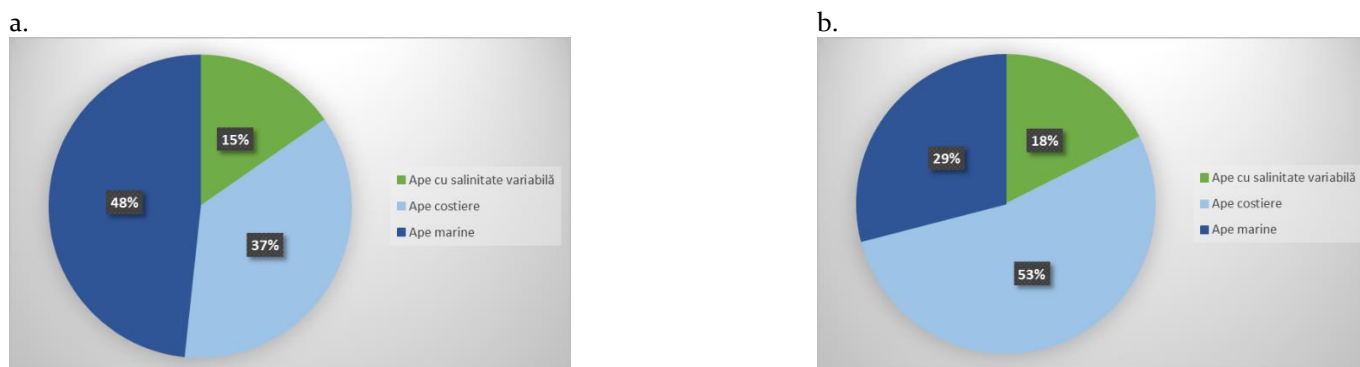 a.
15%
48%
37%
Ape cu salinitate variabilă
Ape costiere
Ape marine
b.
18%
29%
53%
Ape cu salinitate variabilă
Ape costiere
Ape marine